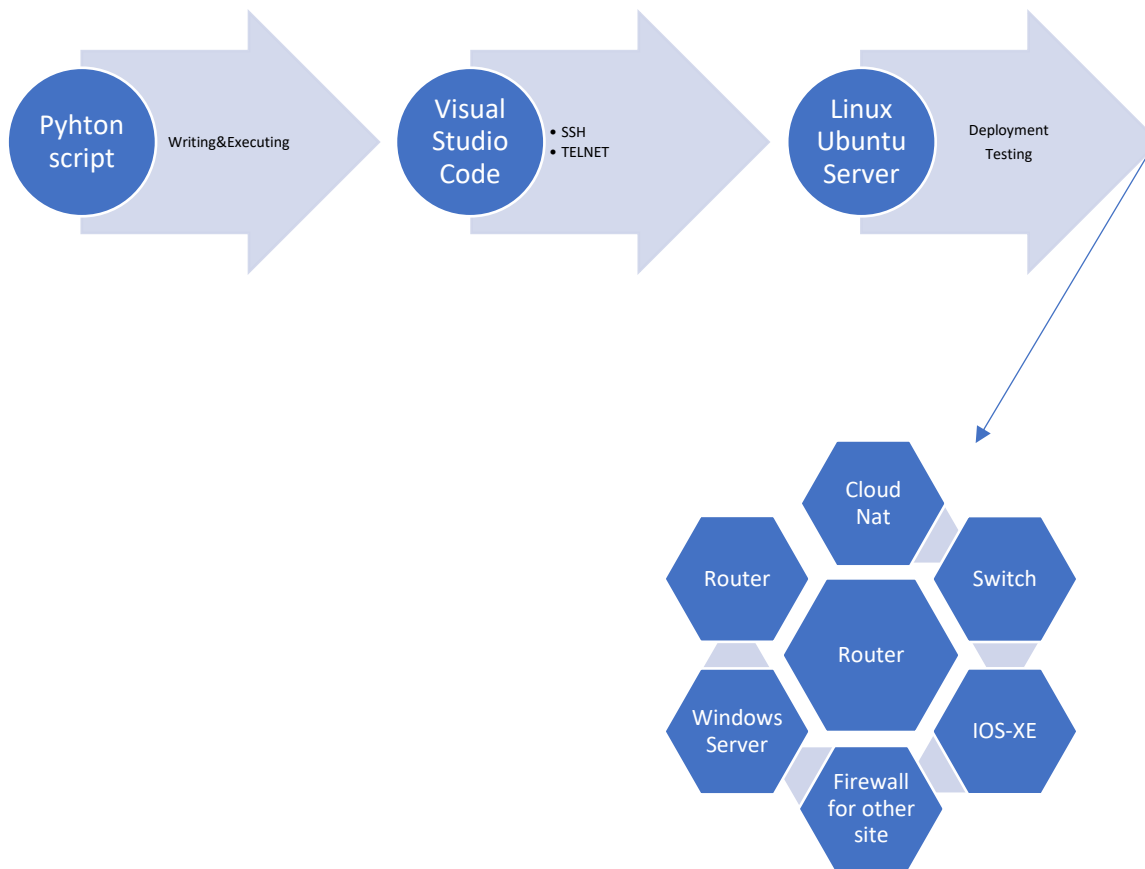 Pyhton
script
Writing&Executing
Visual
Studio
Code
• SSH
• TELNET
Linux
Ubuntu
Server
Deployment
Testing
Cloud
Nat
Router
Switch
Router
Windows
Server
IOS-XE
Firewall
for other
site